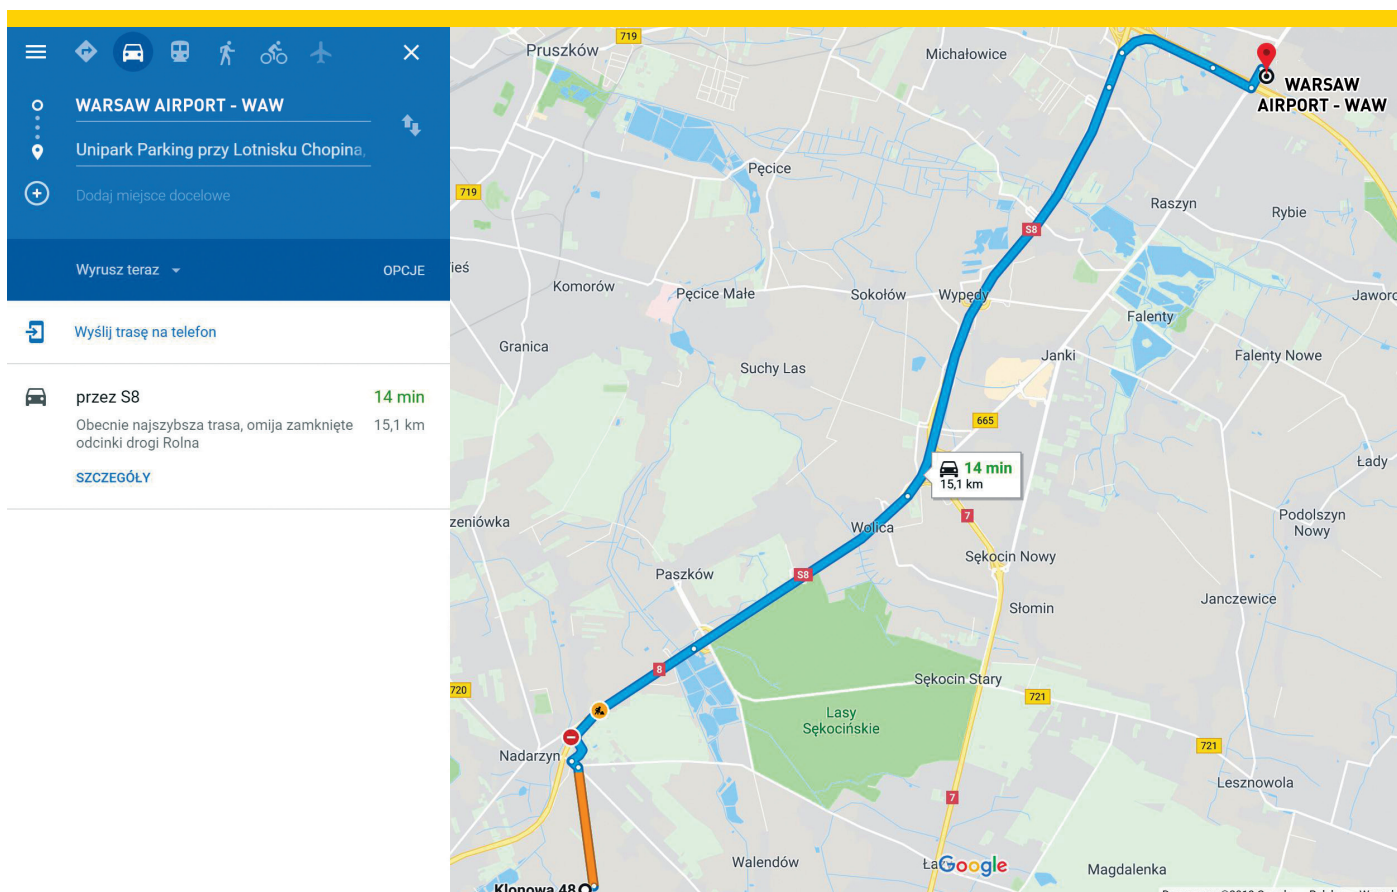 WARSAW AIRPORT - WAW
Unipark Parking przy Lotnisku Chopina,
Dodaj miejsce docelowe
Wyrusz teraz
OPCJE
Wyślij trasę na telefon
przez S8
14 min
Obecnie najszybsza trasa, omija zamknięte
15,1 km
odcinki drogi Rolna
SZCZEGÓŁY
719
Pruszków
Michałowice
WARSAW
AIRPORT - WAW
Pęcice
719
Raszyn
Rybie
S8
ieś
Komorów
Pęcice Małe
Sokołów
Wypędy
Jaworo
Falenty
Granica
Janki
Falenty Nowe
Suchy Las
665
14 min
15,1 km
Łady
zeniówka
Wolica
7
Podolszyn
Nowy
Sękocin Nowy
Paszków
S8
Słomin
Janczewice
8
Sękocin Stary
720
721
Lasy
Sękocińskie
Nadarzyn
721
Lesznowola
7
Walendów
Google
Magdalenka
Klonowa 48